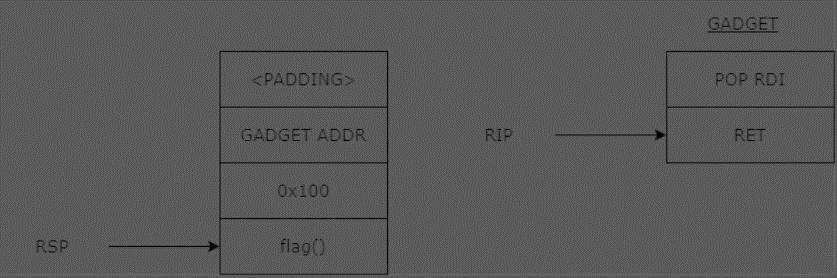 GADGET
<PADDING>
POP RDI
GADGET ADDR
RIP
RET
0x100
RSP
flag()